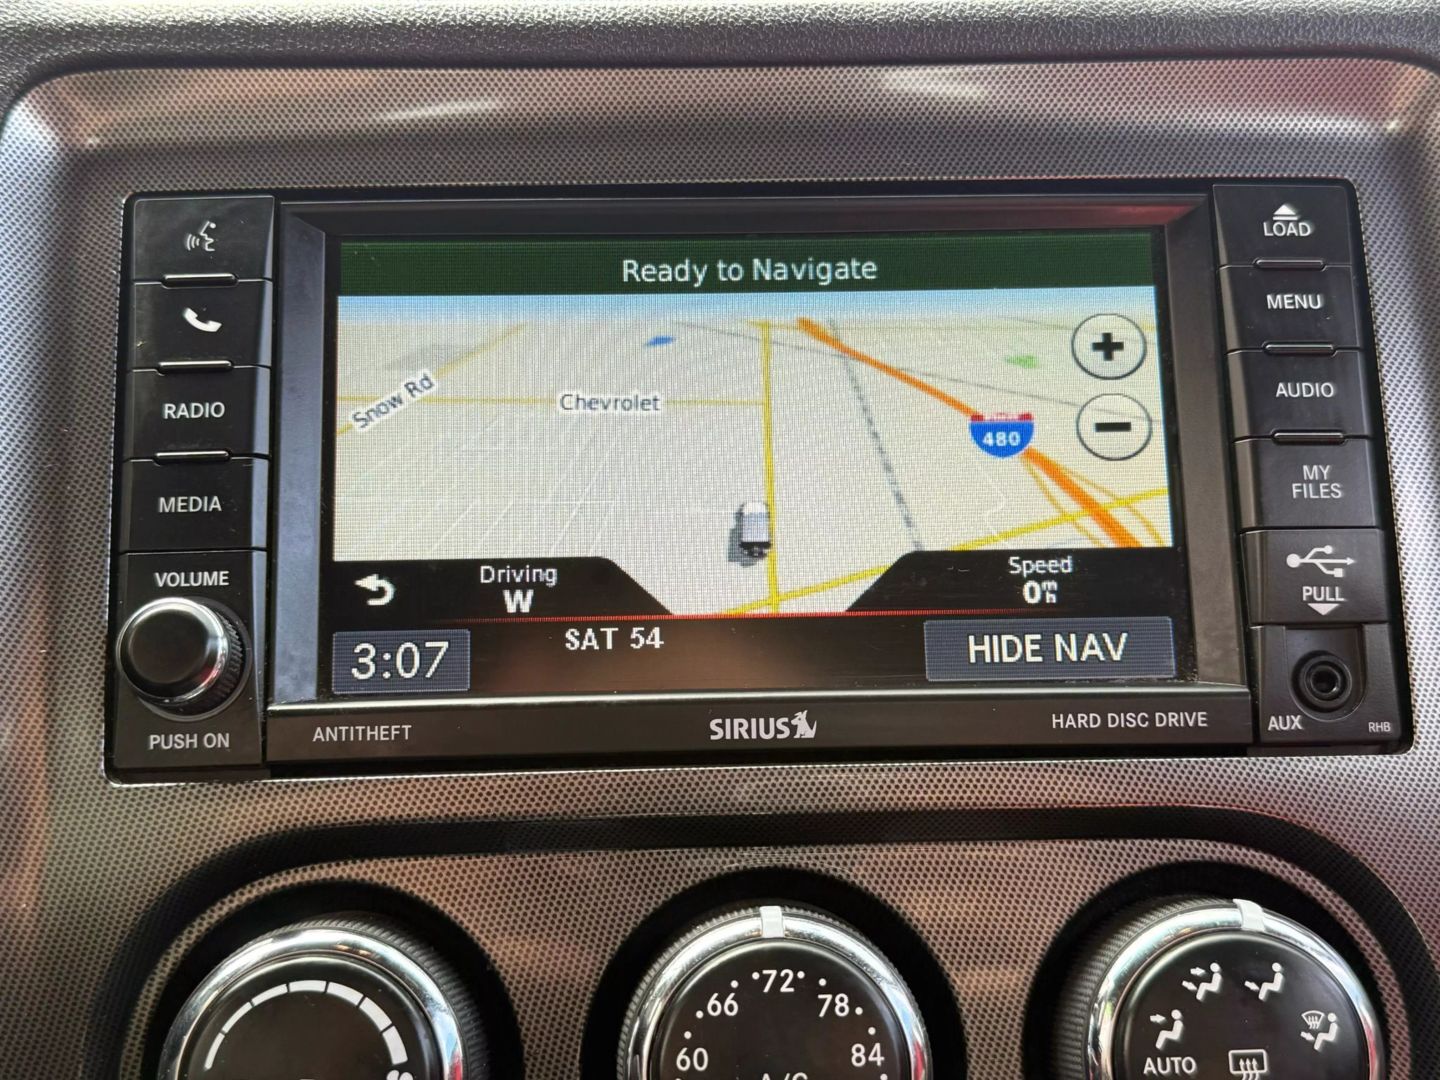 Ready to Navigate
Snow Rd
Chevrolet
480
+
−
Driving
W
Speed
0 mh
3:07
SAT 54
HIDE NAV
RADIO
MEDIA
VOLUME
PUSH ON
LOAD
MENU
AUDIO
MY
FILES
PULL
AUX
RHB
ANTITHEFT
SIRIUS
HARD DISC DRIVE
60
66
72
78
84
A/C
AUTO